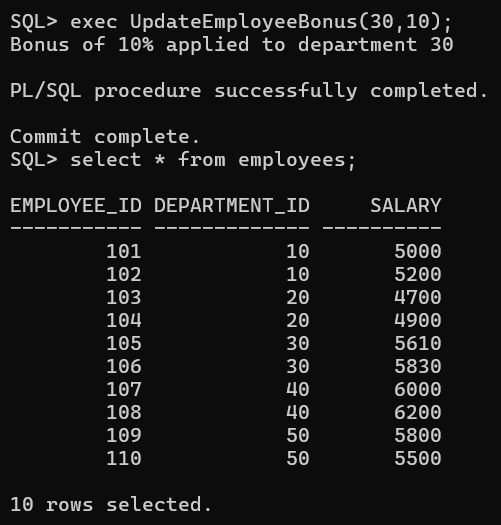 SQL> exec UpdateEmployeeBonus(30,10);
Bonus of 10% applied to department 30
PL/SQL procedure successfully completed.
Commit complete.
SQL> select * from employees;
EMPLOYEE_ID DEPARTMENT_ID     SALARY
----------- ------------- ----------
        101            10       5000
        102            10       5200
        103            20       4700
        104            20       4900
        105            30       5610
        106            30       5830
        107            40       6000
        108            40       6200
        109            50       5800
        110            50       5500
10 rows selected.